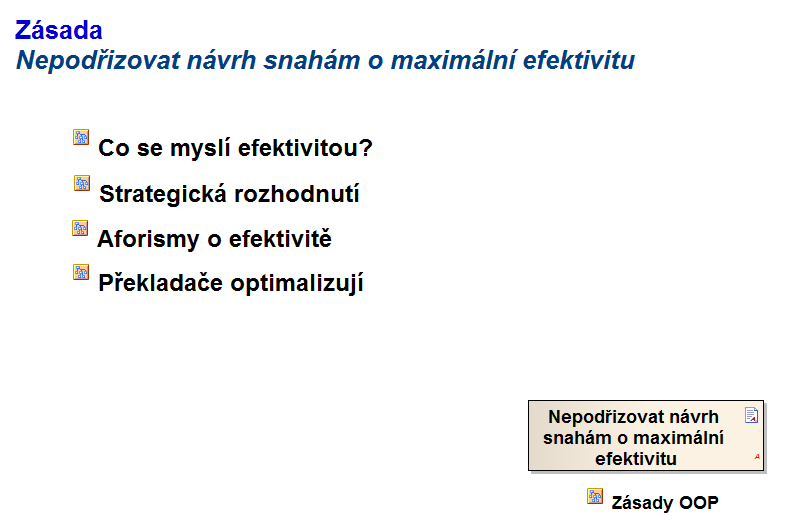 Zásada
Nepodřizovat návrh snahám o maximální efektivitu
Co se myslí efektivitou?
Strategická rozhodnutí
Aforismy o efektivitě
Překladače optimalizují
Nepodřizovat návrh
snahám o maximální
efektivitu
A
Zásady OOP